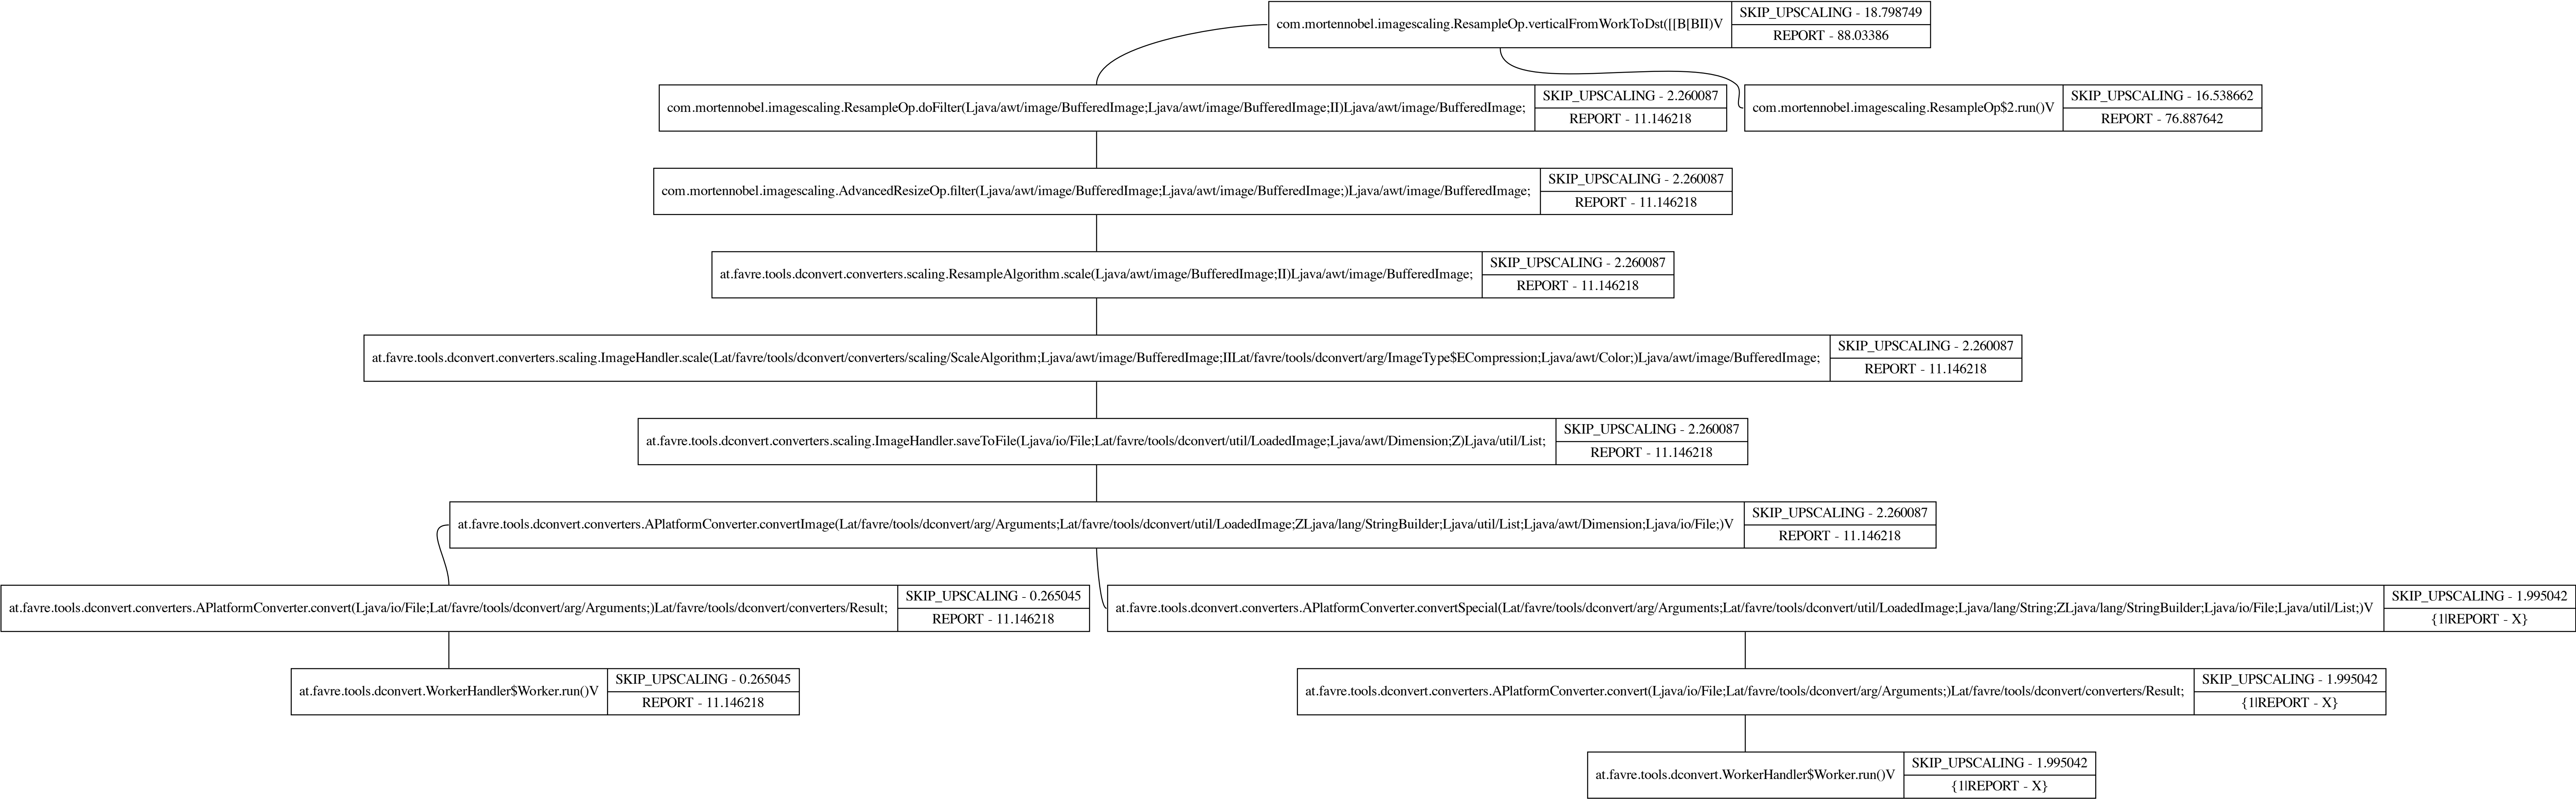 com.mortennobel.imagescaling.ResampleOp.verticalFromWorkToDst([[B[BII)V
SKIP_UPSCALING - 18.798749
REPORT - 88.03386
com.mortennobel.imagescaling.ResampleOp.doFilter(Ljava/awt/image/BufferedImage;Ljava/awt/image/BufferedImage;II)Ljava/awt/image/BufferedImage;
SKIP_UPSCALING - 2.260087
REPORT - 11.146218
com.mortennobel.imagescaling.ResampleOp$2.run()V
SKIP_UPSCALING - 16.538662
REPORT - 76.887642
com.mortennobel.imagescaling.AdvancedResizeOp.filter(Ljava/awt/image/BufferedImage;Ljava/awt/image/BufferedImage;)Ljava/awt/image/BufferedImage;
SKIP_UPSCALING - 2.260087
REPORT - 11.146218
at.favre.tools.dconvert.converters.scaling.ResampleAlgorithm.scale(Ljava/awt/image/BufferedImage;II)Ljava/awt/image/BufferedImage;
SKIP_UPSCALING - 2.260087
REPORT - 11.146218
at.favre.tools.dconvert.converters.scaling.ImageHandler.scale(Lat/favre/tools/dconvert/converters/scaling/ScaleAlgorithm;Ljava/awt/image/BufferedImage;IILat/favre/tools/dconvert/arg/ImageType$ECompression;Ljava/awt/Color;)Ljava/awt/image/BufferedImage;
SKIP_UPSCALING - 2.260087
REPORT - 11.146218
at.favre.tools.dconvert.converters.scaling.ImageHandler.saveToFile(Ljava/io/File;Lat/favre/tools/dconvert/util/LoadedImage;Ljava/awt/Dimension;Z)Ljava/util/List;
SKIP_UPSCALING - 2.260087
REPORT - 11.146218
at.favre.tools.dconvert.converters.APlatformConverter.convertImage(Lat/favre/tools/dconvert/arg/Arguments;Lat/favre/tools/dconvert/util/LoadedImage;ZLjava/lang/StringBuilder;Ljava/util/List;Ljava/awt/Dimension;Ljava/io/File;)V
SKIP_UPSCALING - 2.260087
REPORT - 11.146218
at.favre.tools.dconvert.converters.APlatformConverter.convert(Ljava/io/File;Lat/favre/tools/dconvert/arg/Arguments;)Lat/favre/tools/dconvert/converters/Result;
SKIP_UPSCALING - 0.265045
REPORT - 11.146218
at.favre.tools.dconvert.converters.APlatformConverter.convertSpecial(Lat/favre/tools/dconvert/arg/Arguments;Lat/favre/tools/dconvert/util/LoadedImage;Ljava/lang/String;ZLjava/lang/StringBuilder;Ljava/io/File;Ljava/util/List;)V
SKIP_UPSCALING - 1.995042
{1|REPORT - X}
at.favre.tools.dconvert.WorkerHandler$Worker.run()V
SKIP_UPSCALING - 0.265045
REPORT - 11.146218
at.favre.tools.dconvert.converters.APlatformConverter.convert(Ljava/io/File;Lat/favre/tools/dconvert/arg/Arguments;)Lat/favre/tools/dconvert/converters/Result;
SKIP_UPSCALING - 1.995042
{1|REPORT - X}
at.favre.tools.dconvert.WorkerHandler$Worker.run()V
SKIP_UPSCALING - 1.995042
{1|REPORT - X}